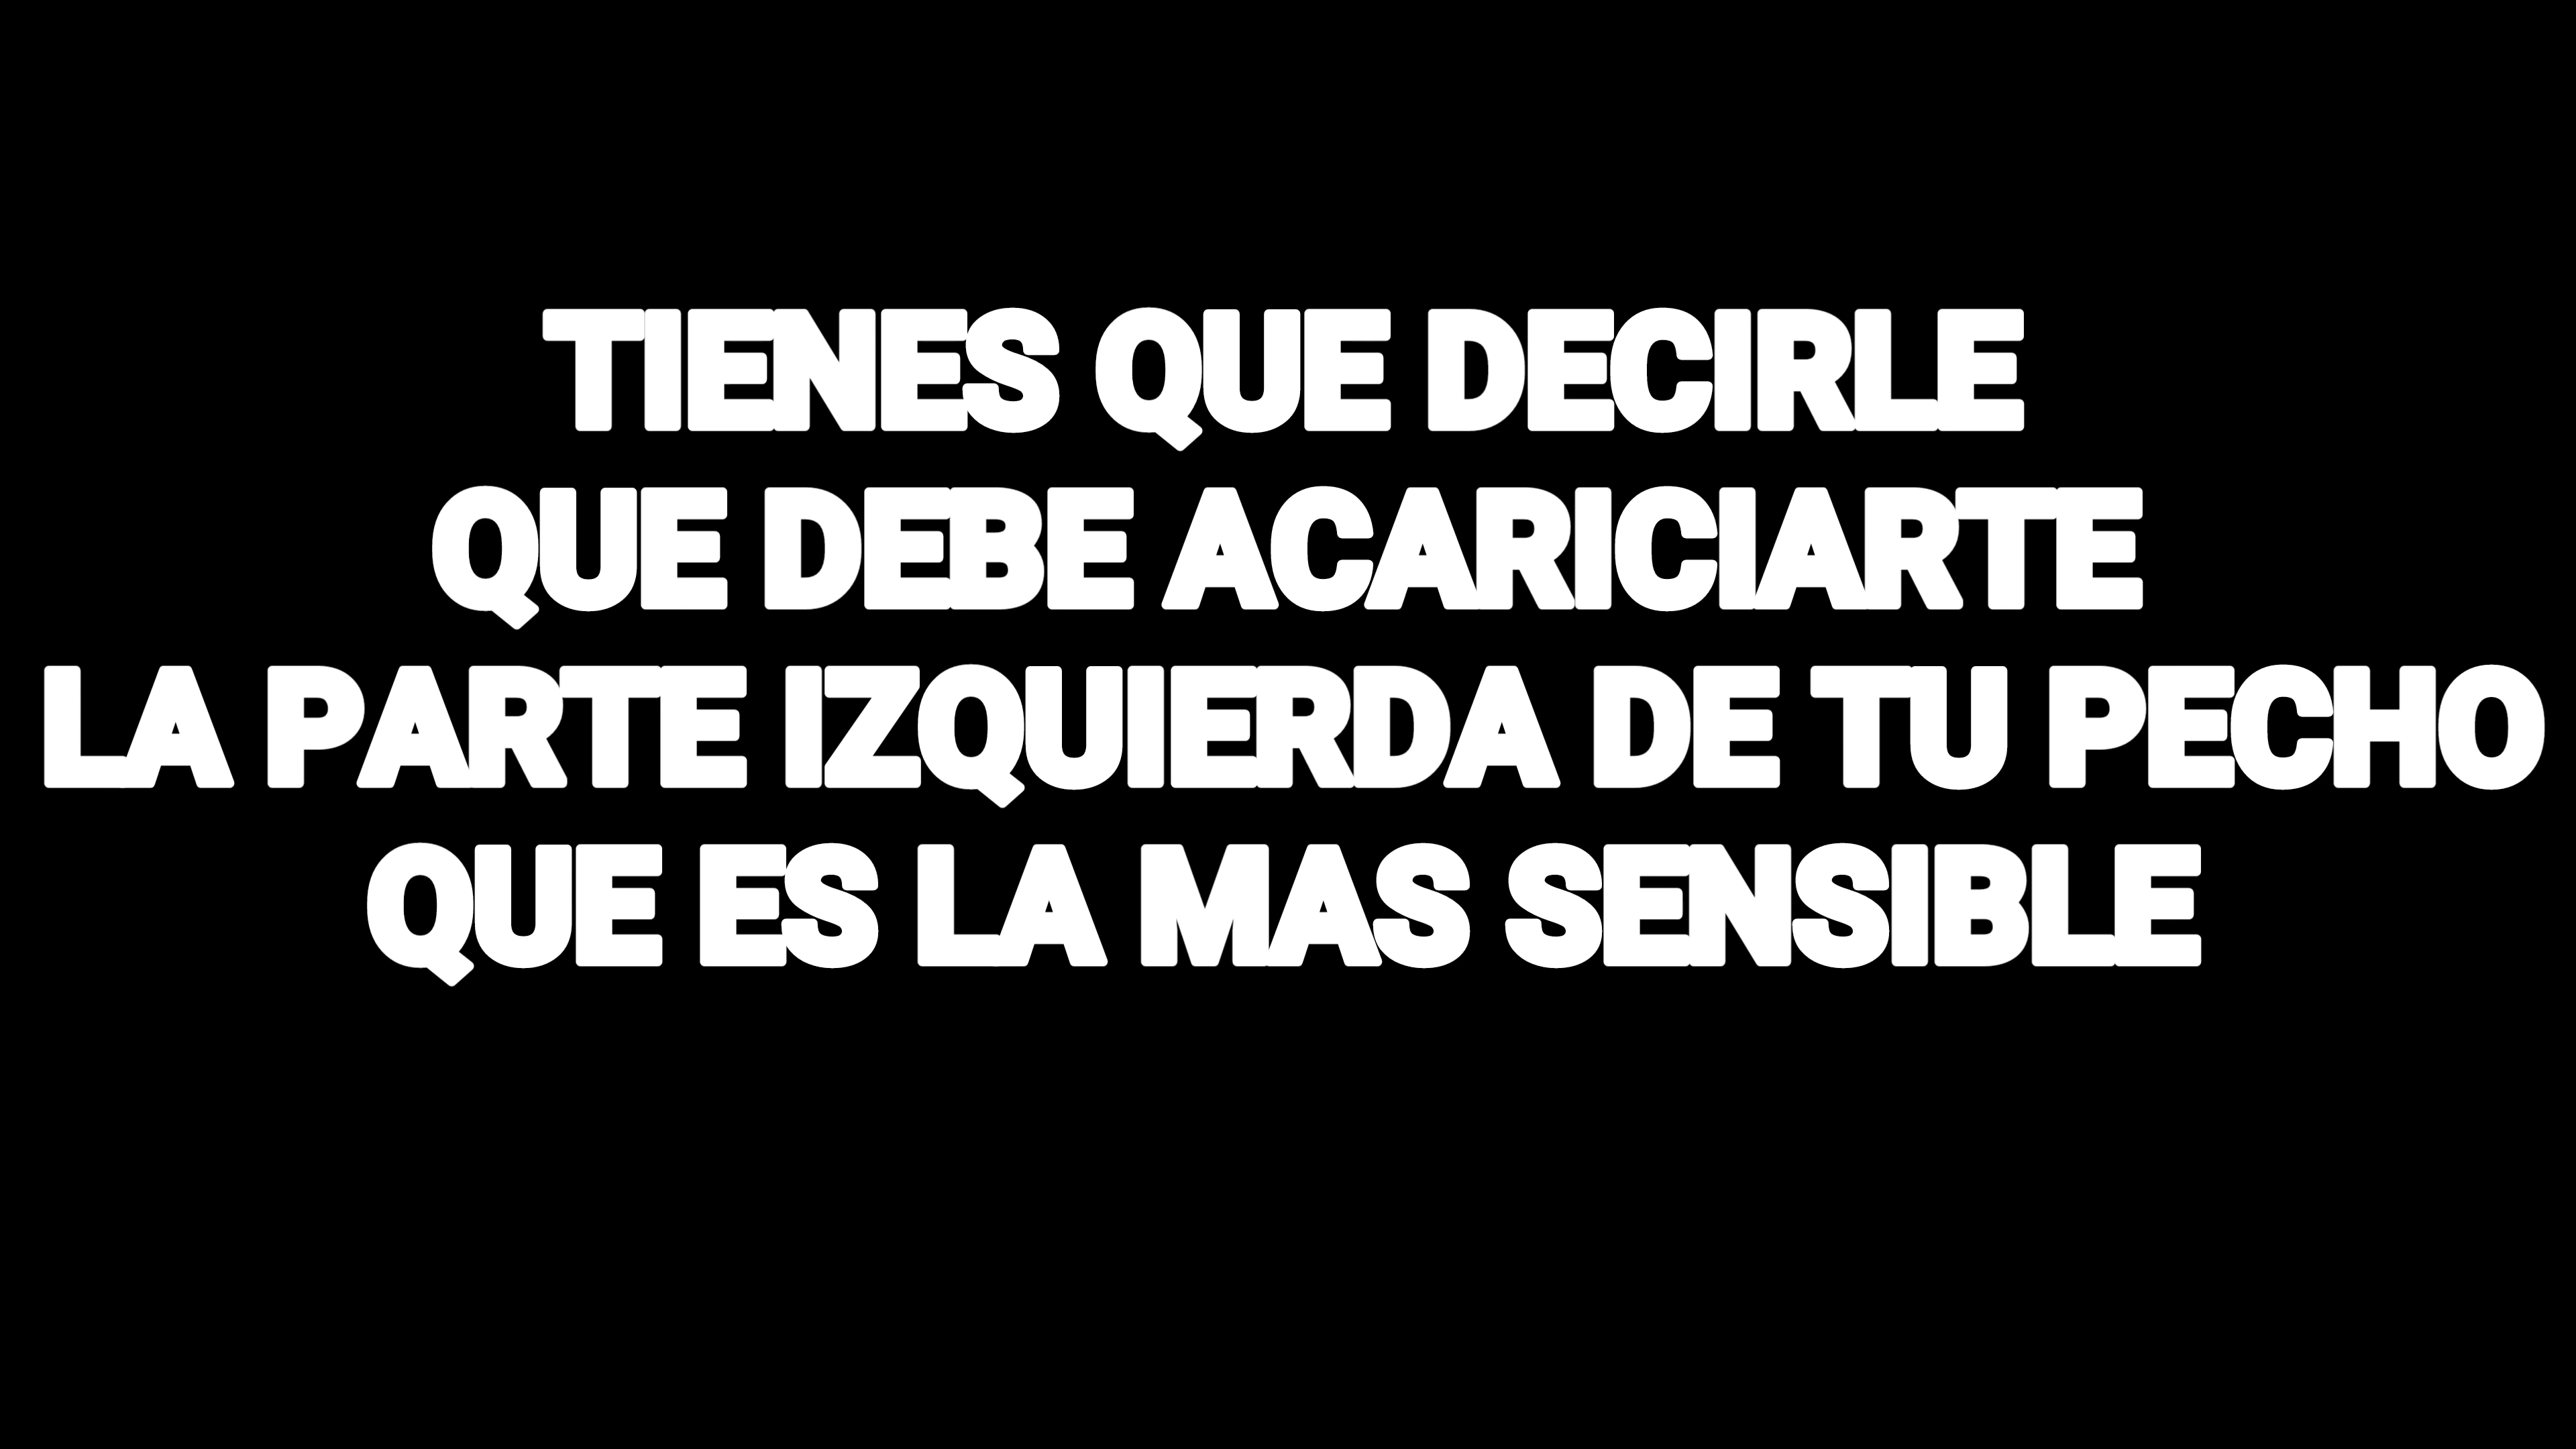 TIENES QUE DECIRLE
QUE DEBE ACARICIARTE
LA PARTE IZQUIERDA DE TU PECHO
QUE ES LA MAS SENSIBLE